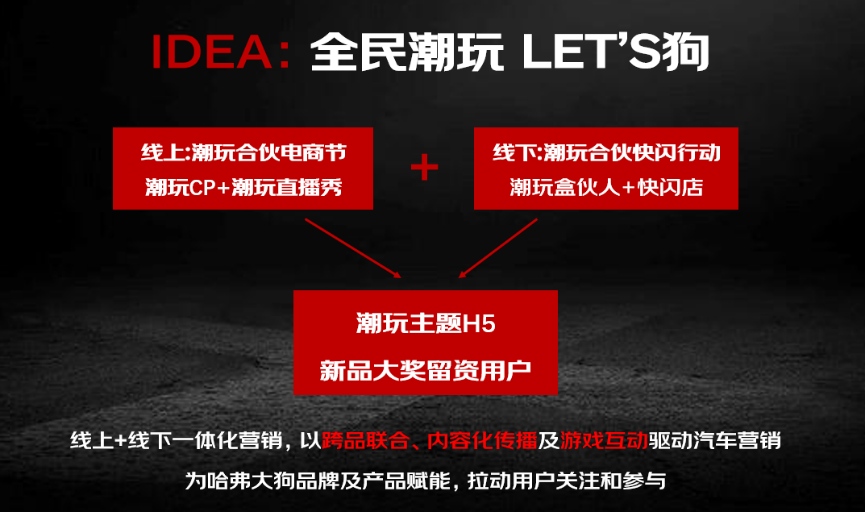 IDEA：全民潮玩 LET'S狗
线上:潮玩合伙电商节
潮玩CP+潮玩直播秀
+
线下:潮玩合伙快闪行动
潮玩盒伙人+快闪店
潮玩主题H5
新品大奖留资用户
线上+线下一体化营销，以跨品联合、内容化传播及游戏互动驱动汽车营销
为哈弗大狗品牌及产品赋能，拉动用户关注和参与